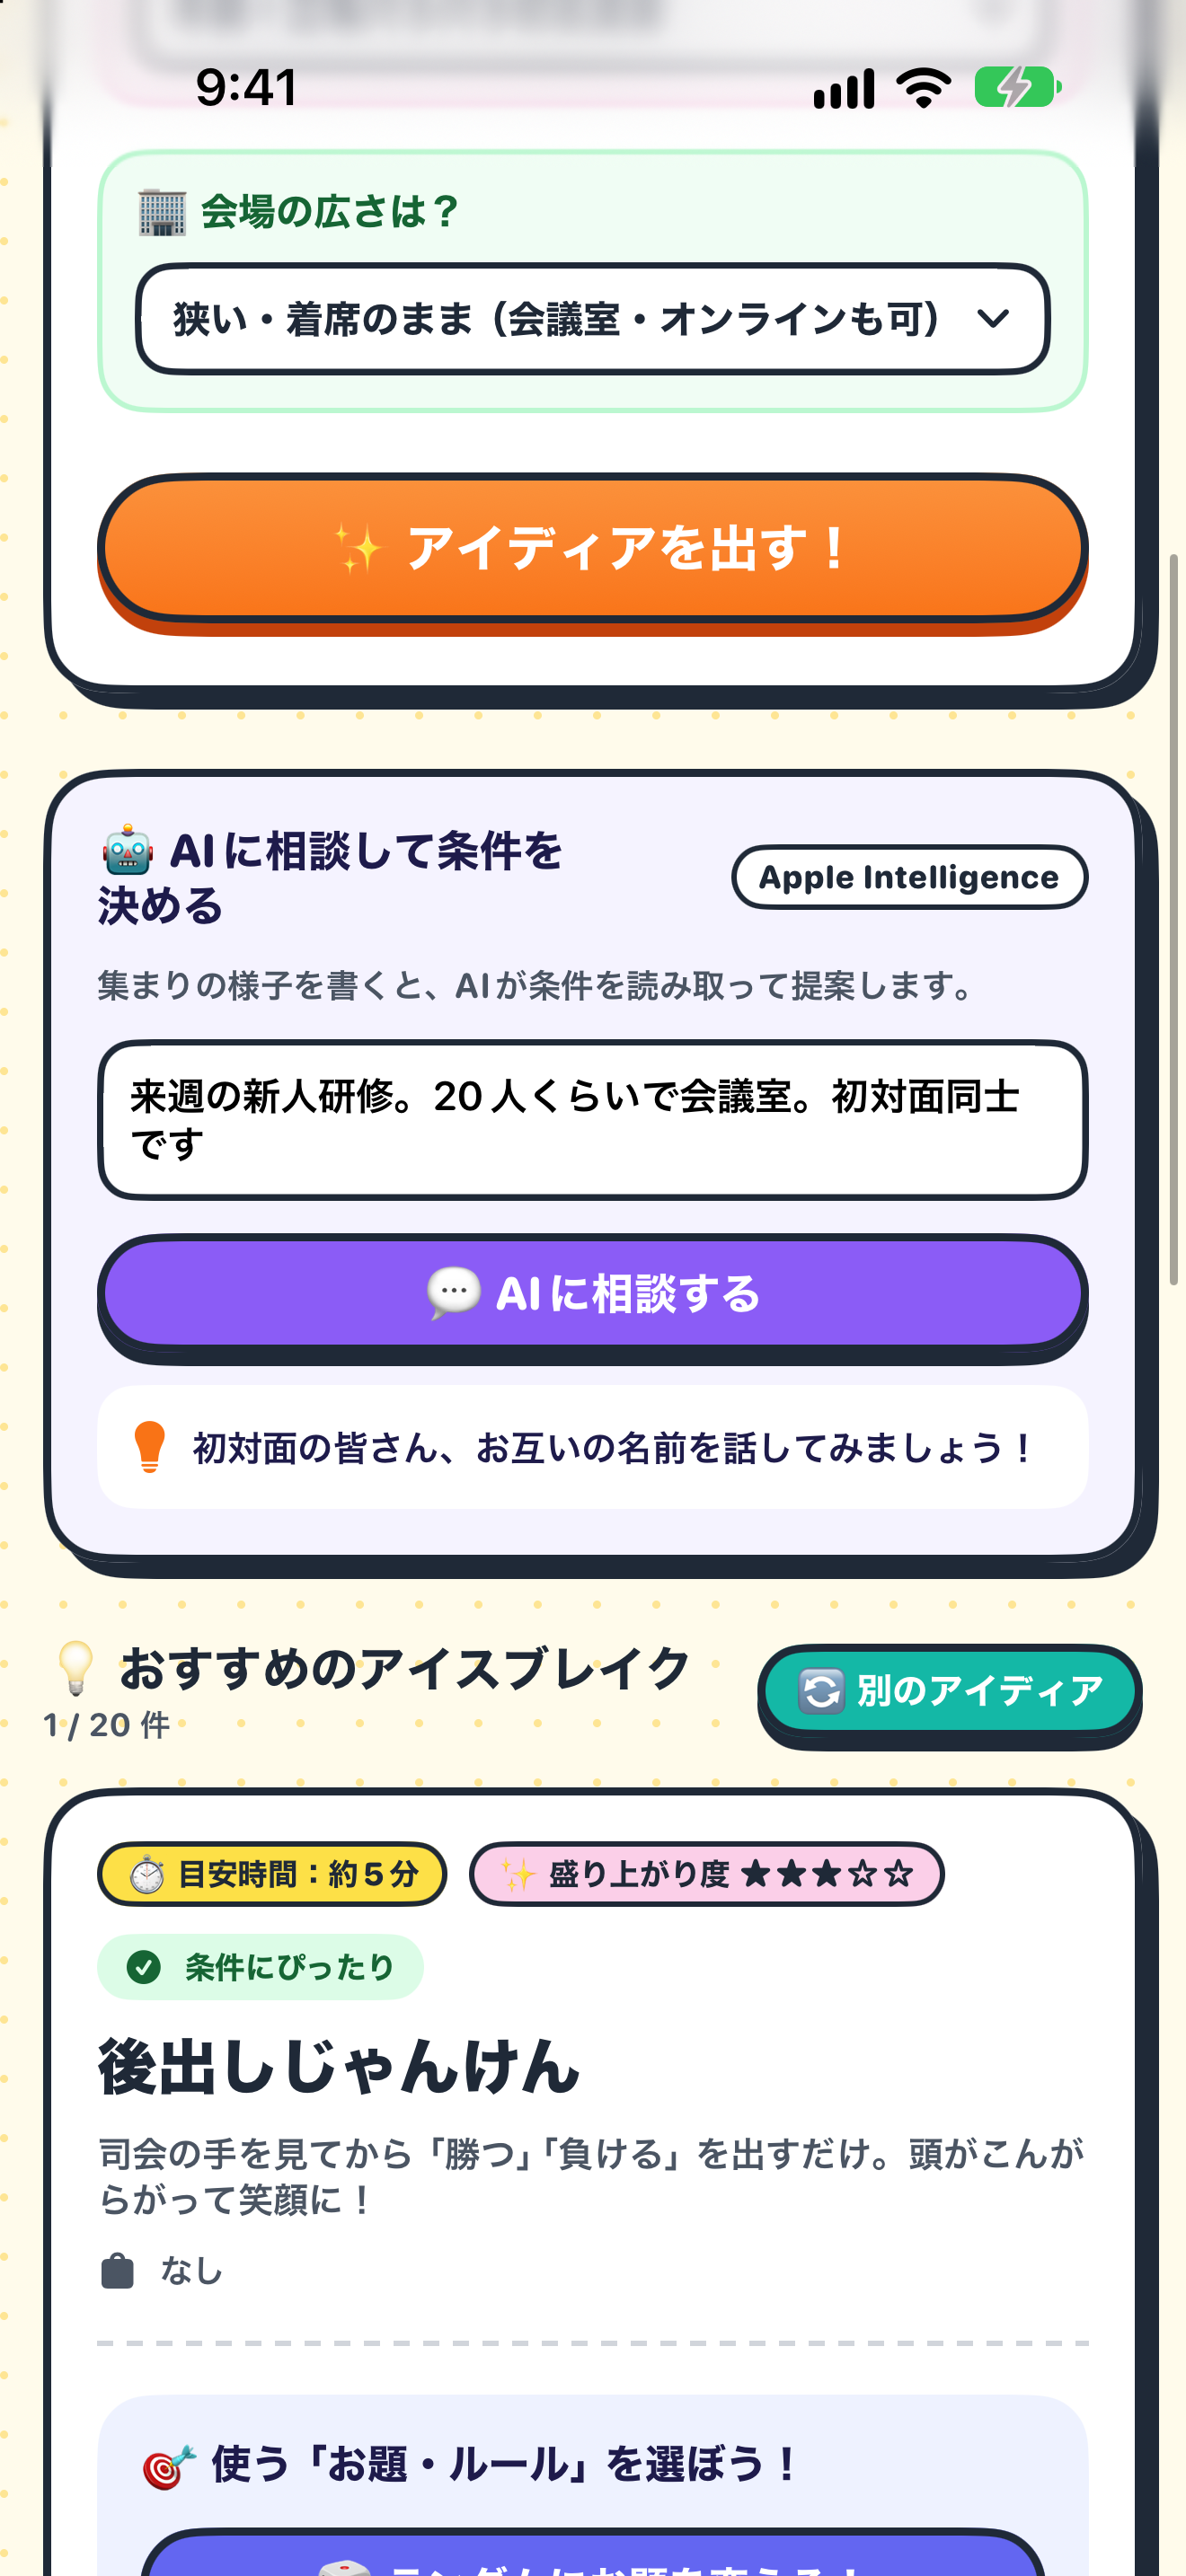 9:41
会場の広さは？
狭い・着席のまま（会議室・オンラインも可）
アイディアを出す！
AIに相談して条件を
決める
Apple Intelligence
集まりの様子を書くと、AIが条件を読み取って提案します。
来週の新人研修。20人くらいで会議室。初対面同士
です
AIに相談する
初対面の皆さん、お互いの名前を話してみましょう！
おすすめのアイスブレイク
1 / 20 件
別のアイディア
目安時間：約5分
盛り上がり度 ★★★☆☆
条件にぴったり
後出しじゃんけん
司会の手を見てから「勝つ」「負ける」を出すだけ。頭がこんが
らがって笑顔に！
なし
使う「お題・ルール」を選ぼう！
ランダムにお題を変える！